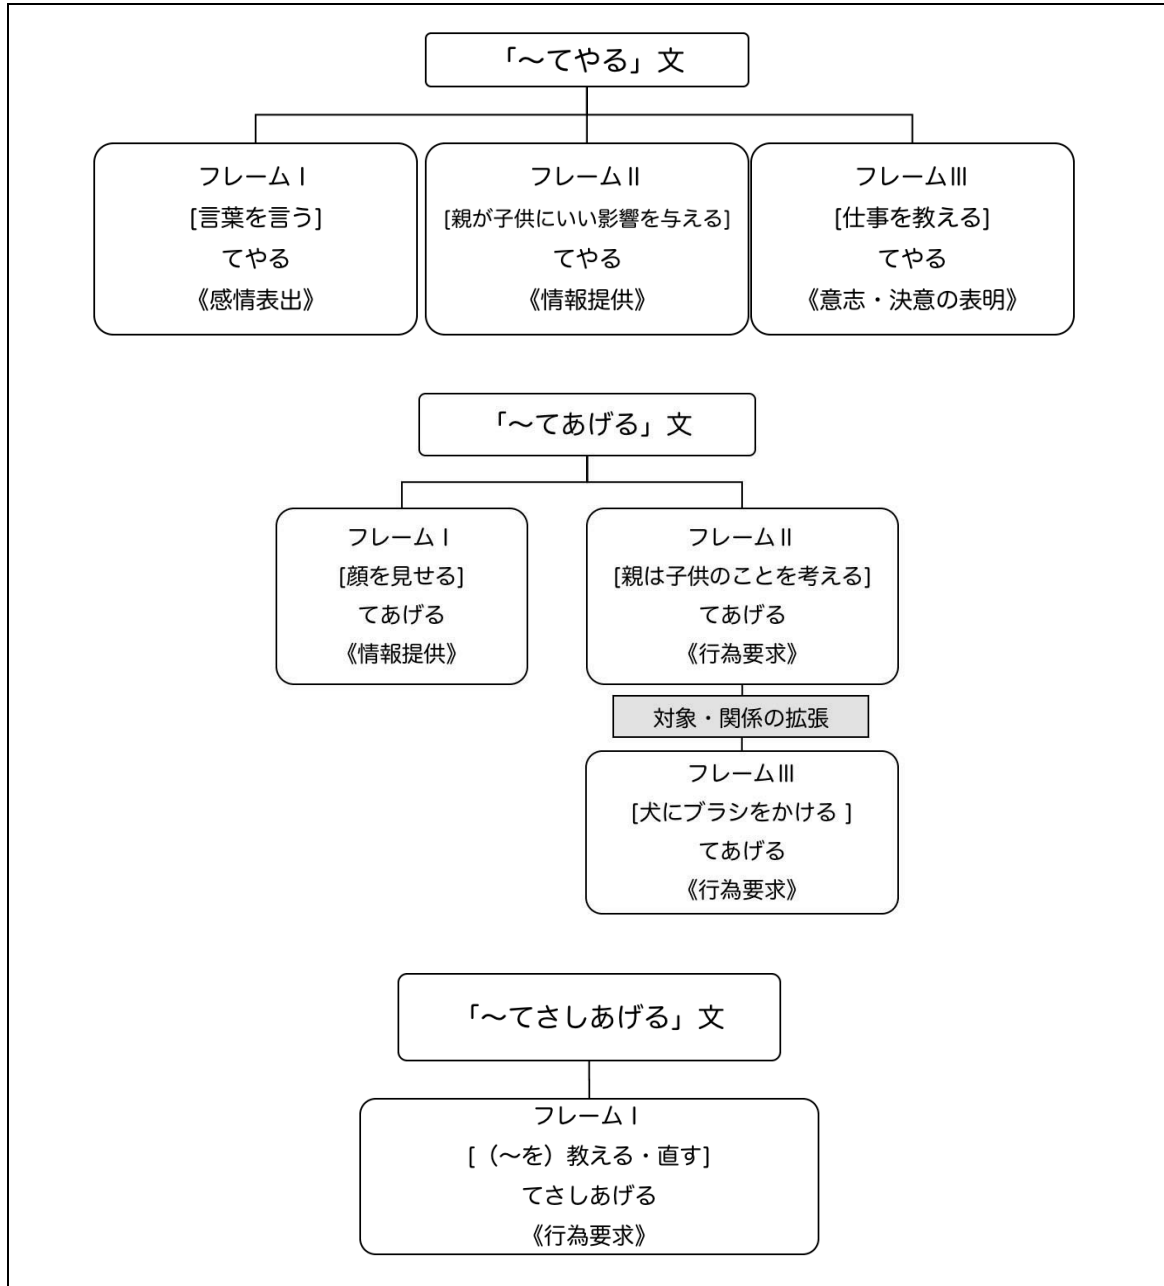 「～てやる」文
フレームⅠ
[言葉を言う]
てやる
《感情表出》
フレームⅡ
[親が子供にいい影響を与える]
てやる
《情報提供》
フレームⅢ
[仕事を教える]
てやる
《意志・決意の表明》
「～てあげる」文
フレームⅠ
[顔を見せる]
てあげる
《情報提供》
フレームⅡ
[親は子供のことを考える]
てあげる
《行為要求》
対象・関係の拡張
フレームⅢ
[犬にブラシをかける ]
てあげる
《行為要求》
「～てさしあげる」文
フレームⅠ
[（～を）教える・直す]
てさしあげる
《行為要求》